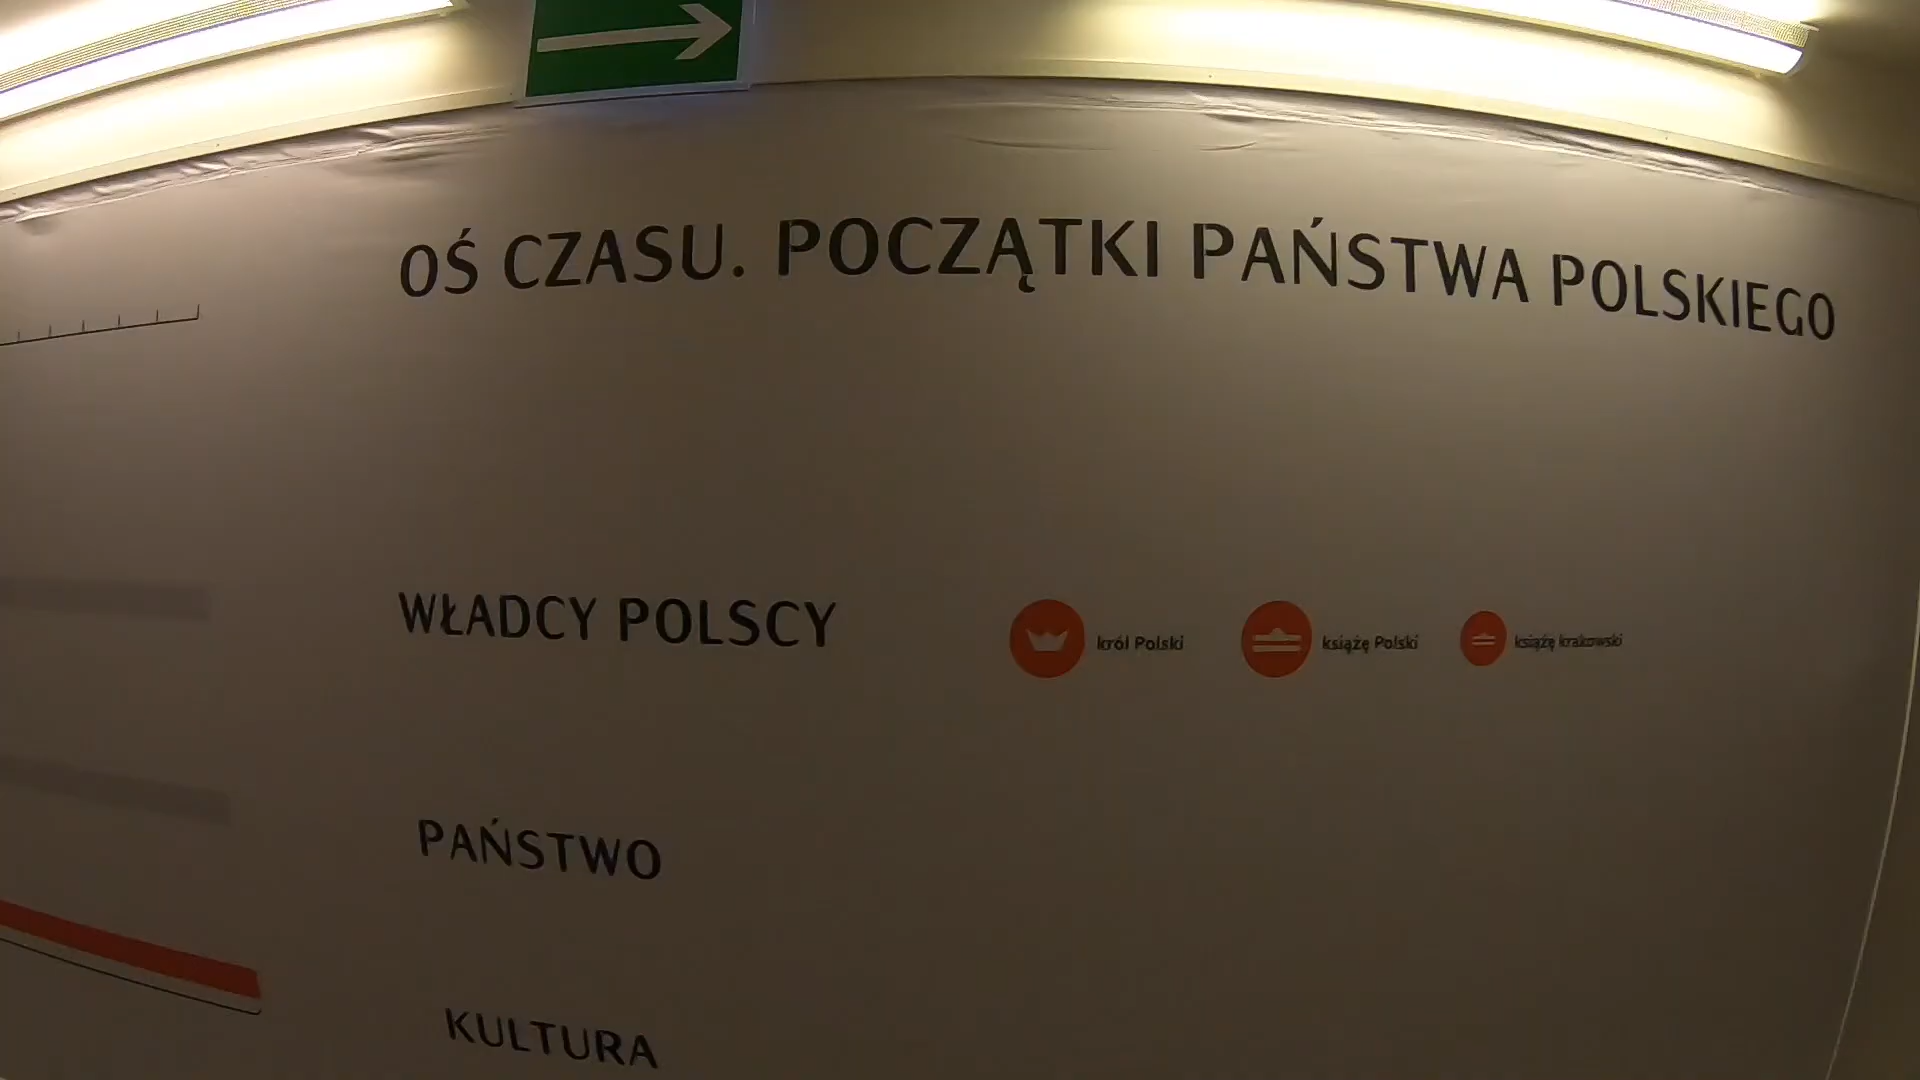 OŚ CZASU. POCZĄTKI PAŃSTWA POLSKIEGO
WŁADCY POLSCY
król Polski
książę Polski
książę krakowski
PAŃSTWO
KULTURA